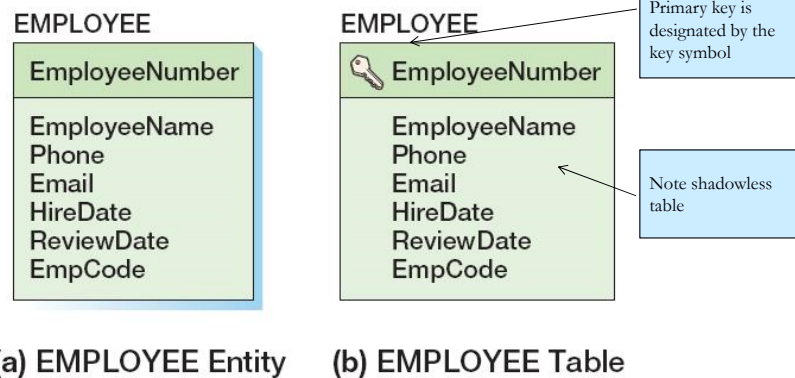 EMPLOYEE
EmployeeNumber
EmployeeName
Phone
Email
HireDate
ReviewDate
EmpCode
(a) EMPLOYEE Entity
EMPLOYEE
EmployeeNumber
EmployeeName
Phone
Email
HireDate
ReviewDate
EmpCode
(b) EMPLOYEE Table
Primary key is
designated by the
key symbol
Note shadowless
table